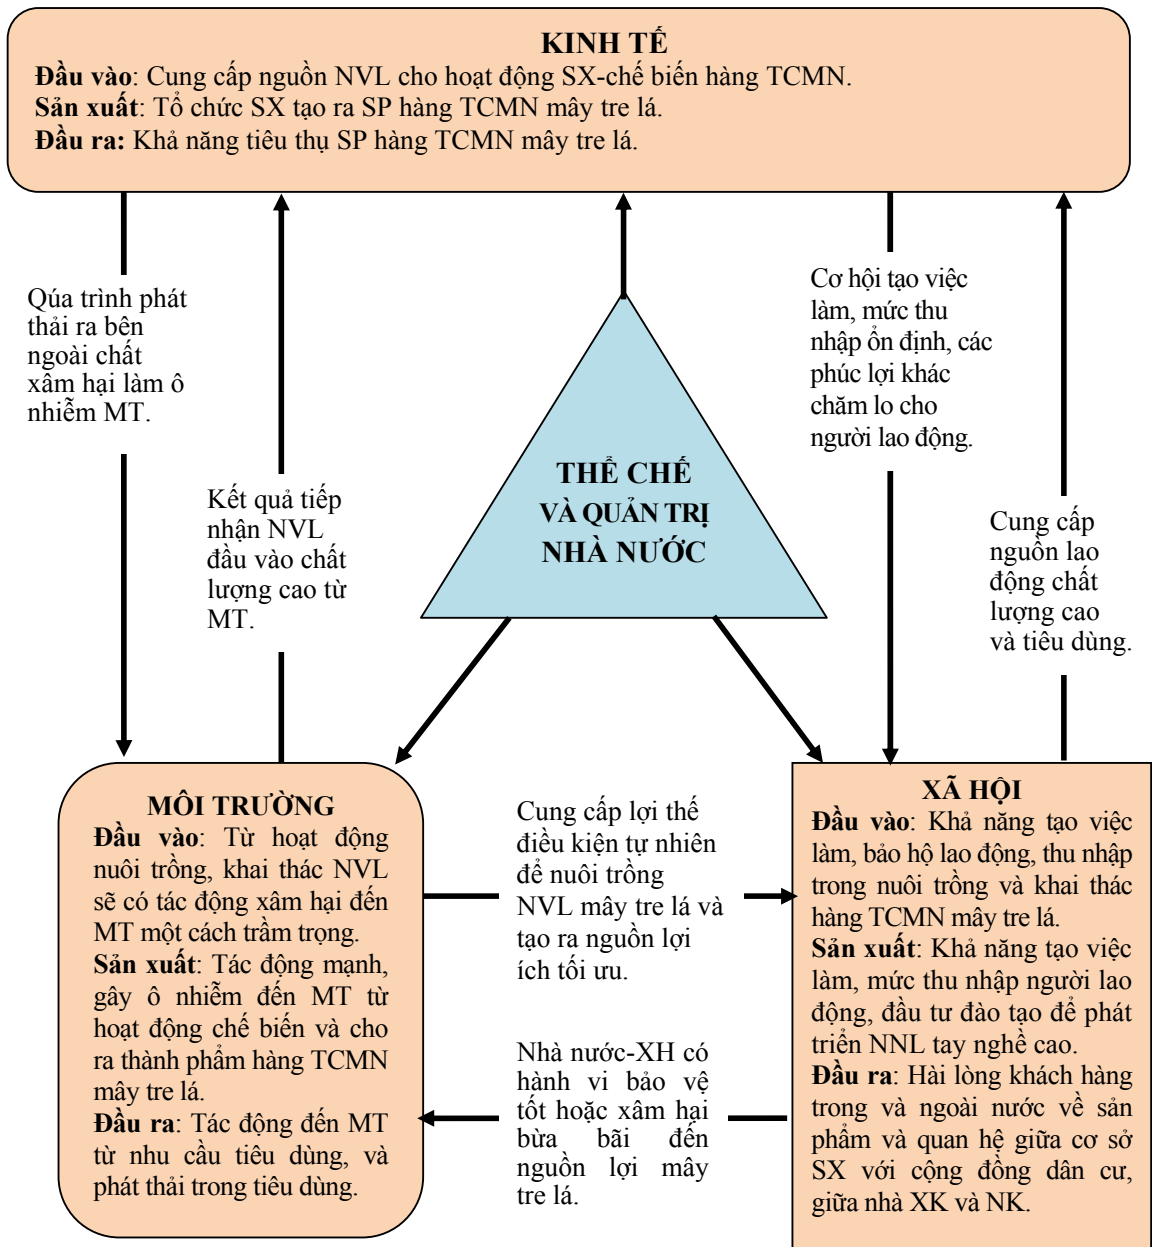 KINH TẾ
Đầu vào: Cung cấp nguồn NVL cho hoạt động SX-chế biến hàng TCMN.
Sản xuất: Tổ chức SX tạo ra SP hàng TCMN mây tre lá.
Đầu ra: Khả năng tiêu thụ SP hàng TCMN mây tre lá.
Qúa trình phát
thải ra bên
ngoài chất
xâm hại làm ô
nhiễm MT.
Kết quả tiếp
nhận NVL
đầu vào chất
lượng cao từ
MT.
THỂ CHẾ
VÀ QUẢN TRỊ
NHÀ NƯỚC
Cơ hội tạo việc
làm, mức thu
nhập ổn định, các
phúc lợi khác
chăm lo cho
người lao động.
Cung cấp
nguồn lao
động chất
lượng cao
và tiêu dùng.
MÔI TRƯỜNG
Đầu vào: Từ hoạt động
nuôi trồng, khai thác NVL
sẽ có tác động xâm hại đến
MT một cách trầm trọng.
Sản xuất: Tác động mạnh,
gây ô nhiễm đến MT từ
hoạt động chế biến và cho
ra thành phẩm hàng TCMN
mây tre lá.
Đầu ra: Tác động đến MT
từ nhu cầu tiêu dùng, và
phát thải trong tiêu dùng.
Cung cấp lợi thế
điều kiện tự nhiên
để nuôi trồng
NVL mây tre lá và
tạo ra nguồn lợi
ích tối ưu.
Nhà nước-XH có
hành vi bảo vệ
tốt hoặc xâm hại
bừa bãi đến
nguồn lợi mây
tre lá.
XÃ HỘI
Đầu vào: Khả năng tạo việc
làm, bảo hộ lao động, thu nhập
trong nuôi trồng và khai thác
hàng TCMN mây tre lá.
Sản xuất: Khả năng tạo việc
làm, mức thu nhập người lao
động, đầu tư đào tạo để phát
triển NNL tay nghề cao.
Đầu ra: Hài lòng khách hàng
trong và ngoài nước về sản
phẩm và quan hệ giữa cơ sở
SX với cộng đồng dân cư,
giữa nhà XK và NK.